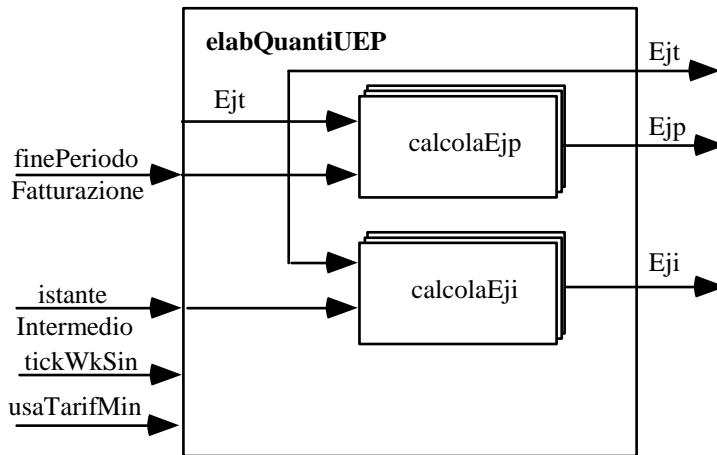 elabQuantiUEP
Ejt
Ejt
calcolaEjp
Ejp
finePeriodo
Fatturazione
calcolaEji
Eji
istante
Intermedio
tickWkSin
usaTarifMin